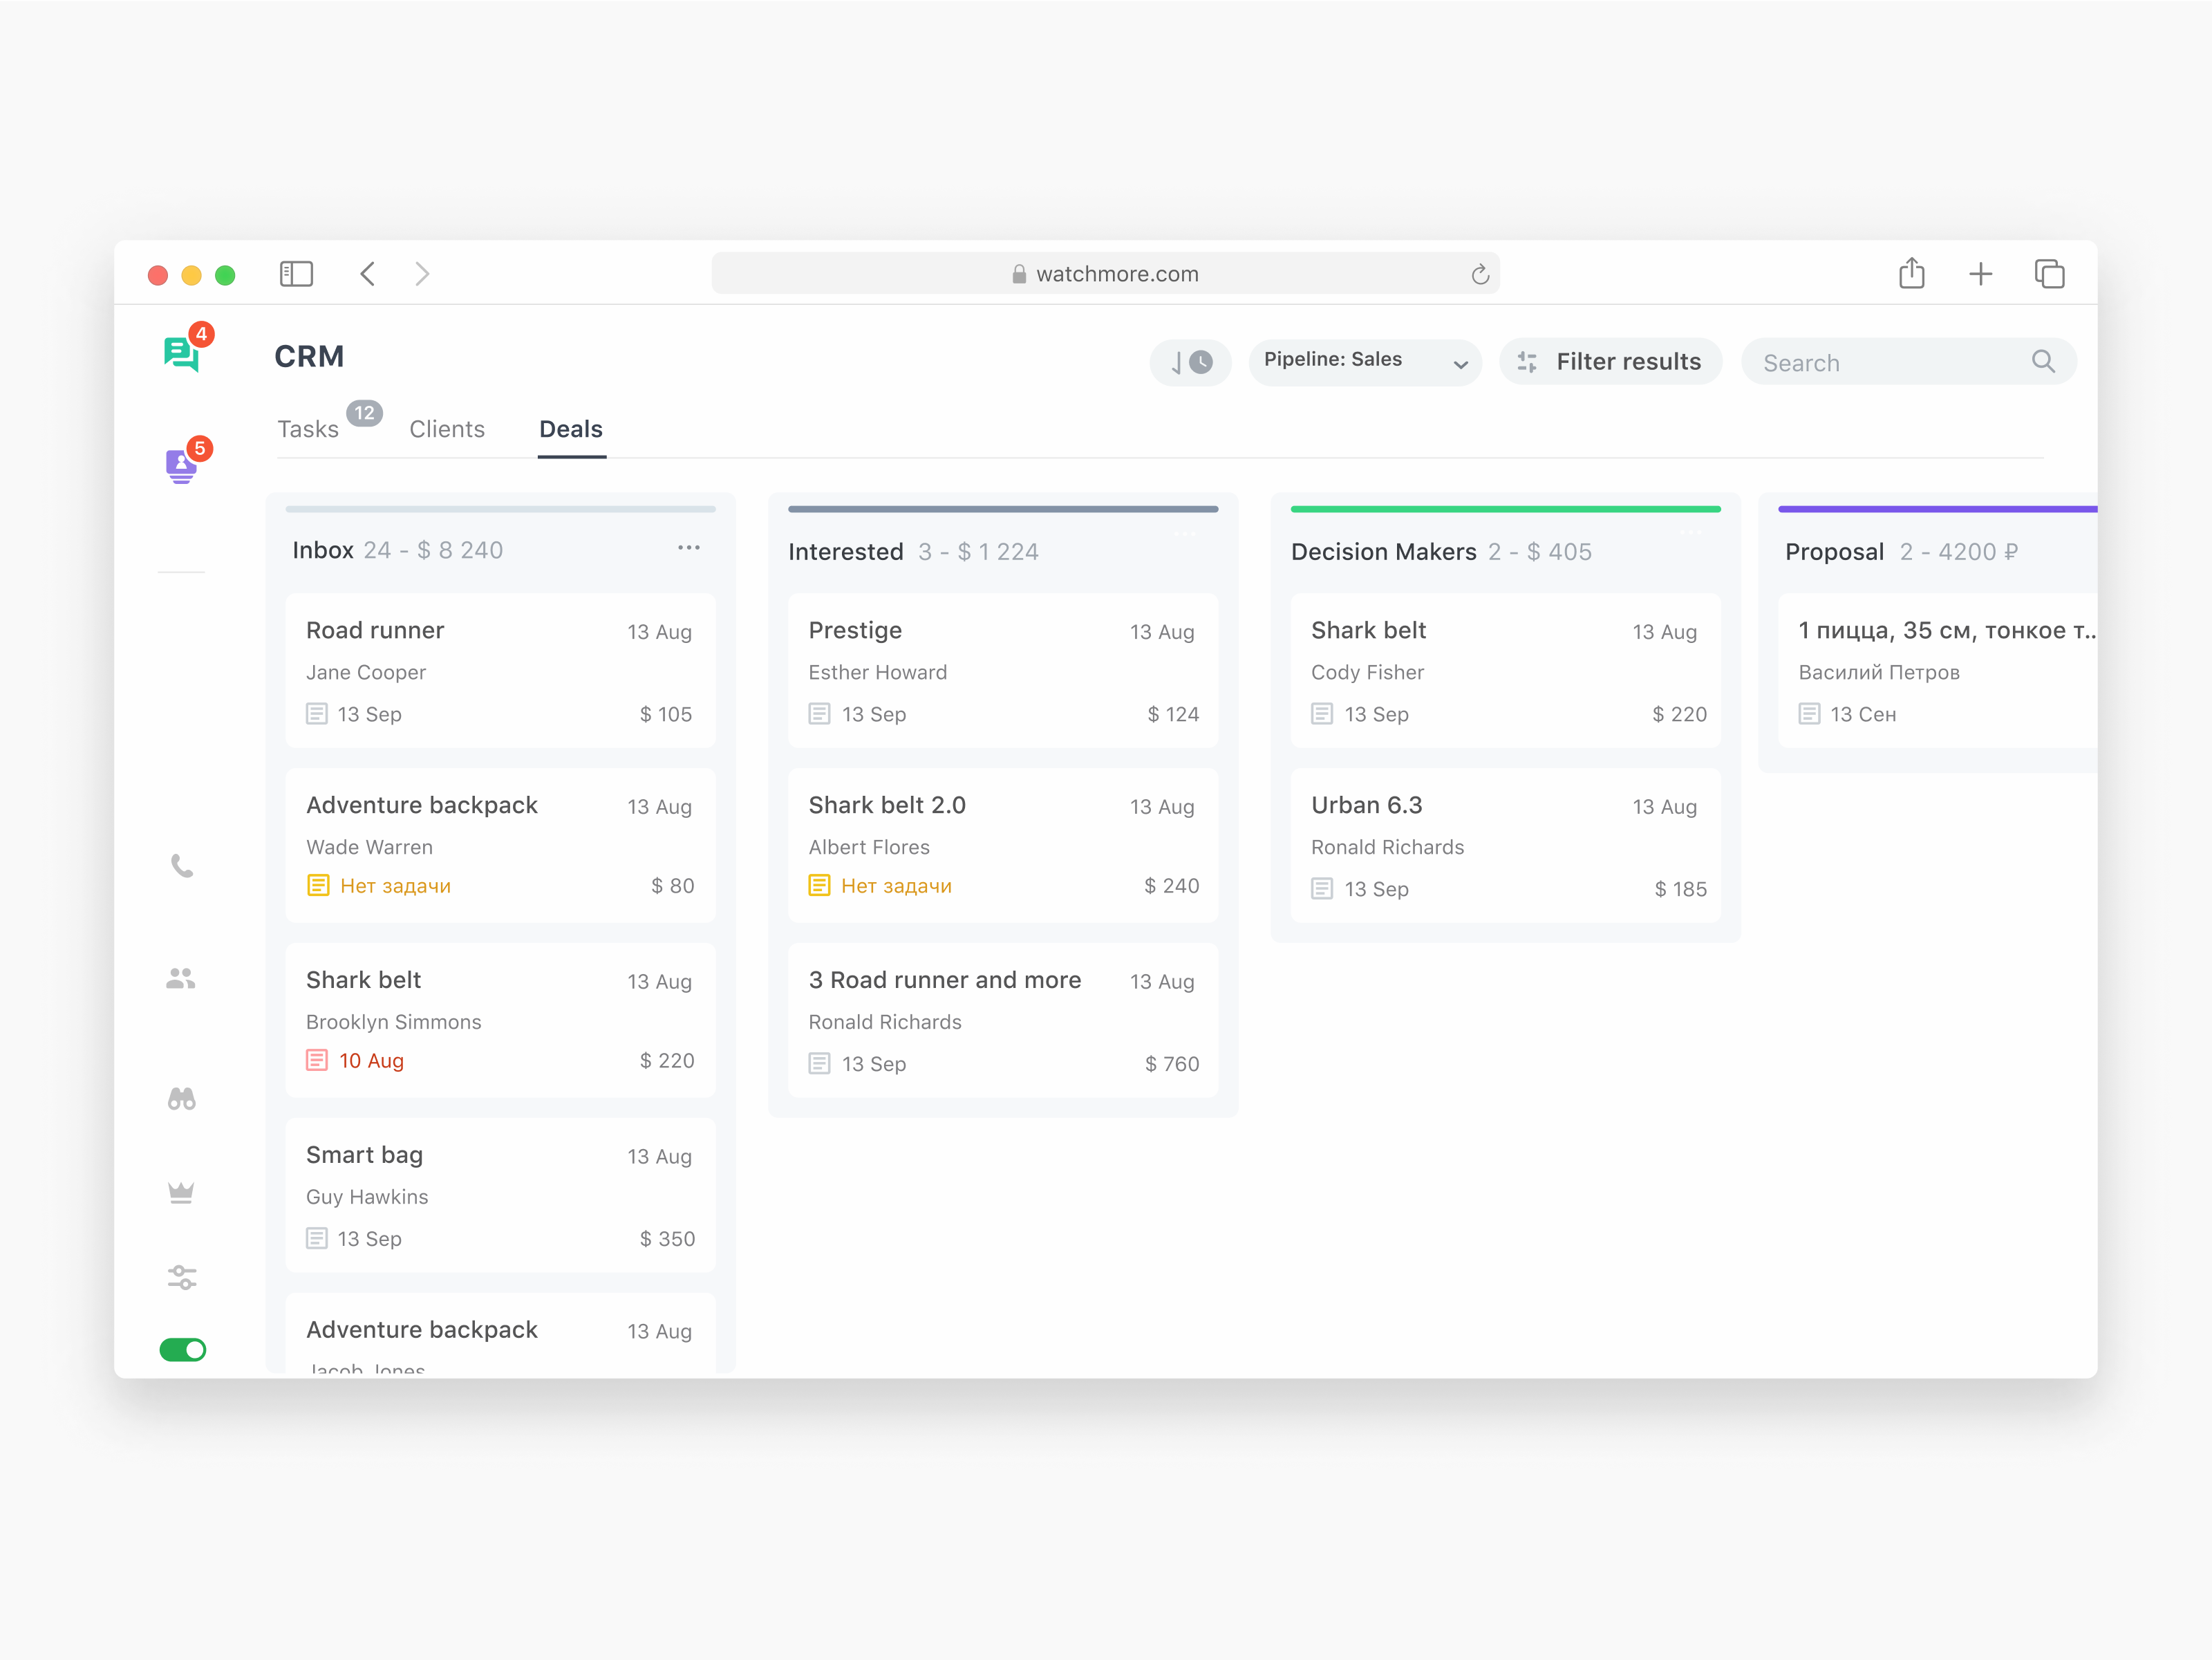 watchmore.com
4
CRM
Pipeline: Sales
Filter results
Search
Tasks 12
Clients
Deals
5
Inbox 24 - $ 8 240
Road runner 13 Aug
Jane Cooper
13 Sep $ 105
Adventure backpack 13 Aug
Wade Warren
Нет задачи $ 80
Shark belt 13 Aug
Brooklyn Simmons
10 Aug $ 220
Smart bag 13 Aug
Guy Hawkins
13 Sep $ 350
Adventure backpack 13 Aug
Jacob Jones
Interested 3 - $ 1 224
Prestige 13 Aug
Esther Howard
13 Sep $ 124
Shark belt 2.0 13 Aug
Albert Flores
Нет задачи $ 240
3 Road runner and more 13 Aug
Ronald Richards
13 Sep $ 760
Decision Makers 2 - $ 405
Shark belt 13 Aug
Cody Fisher
13 Sep $ 220
Urban 6.3 13 Aug
Ronald Richards
13 Sep $ 185
Proposal 2 - 4200 ₽
1 пицца, 35 см, тонкое т..
Василий Петров
13 Сен